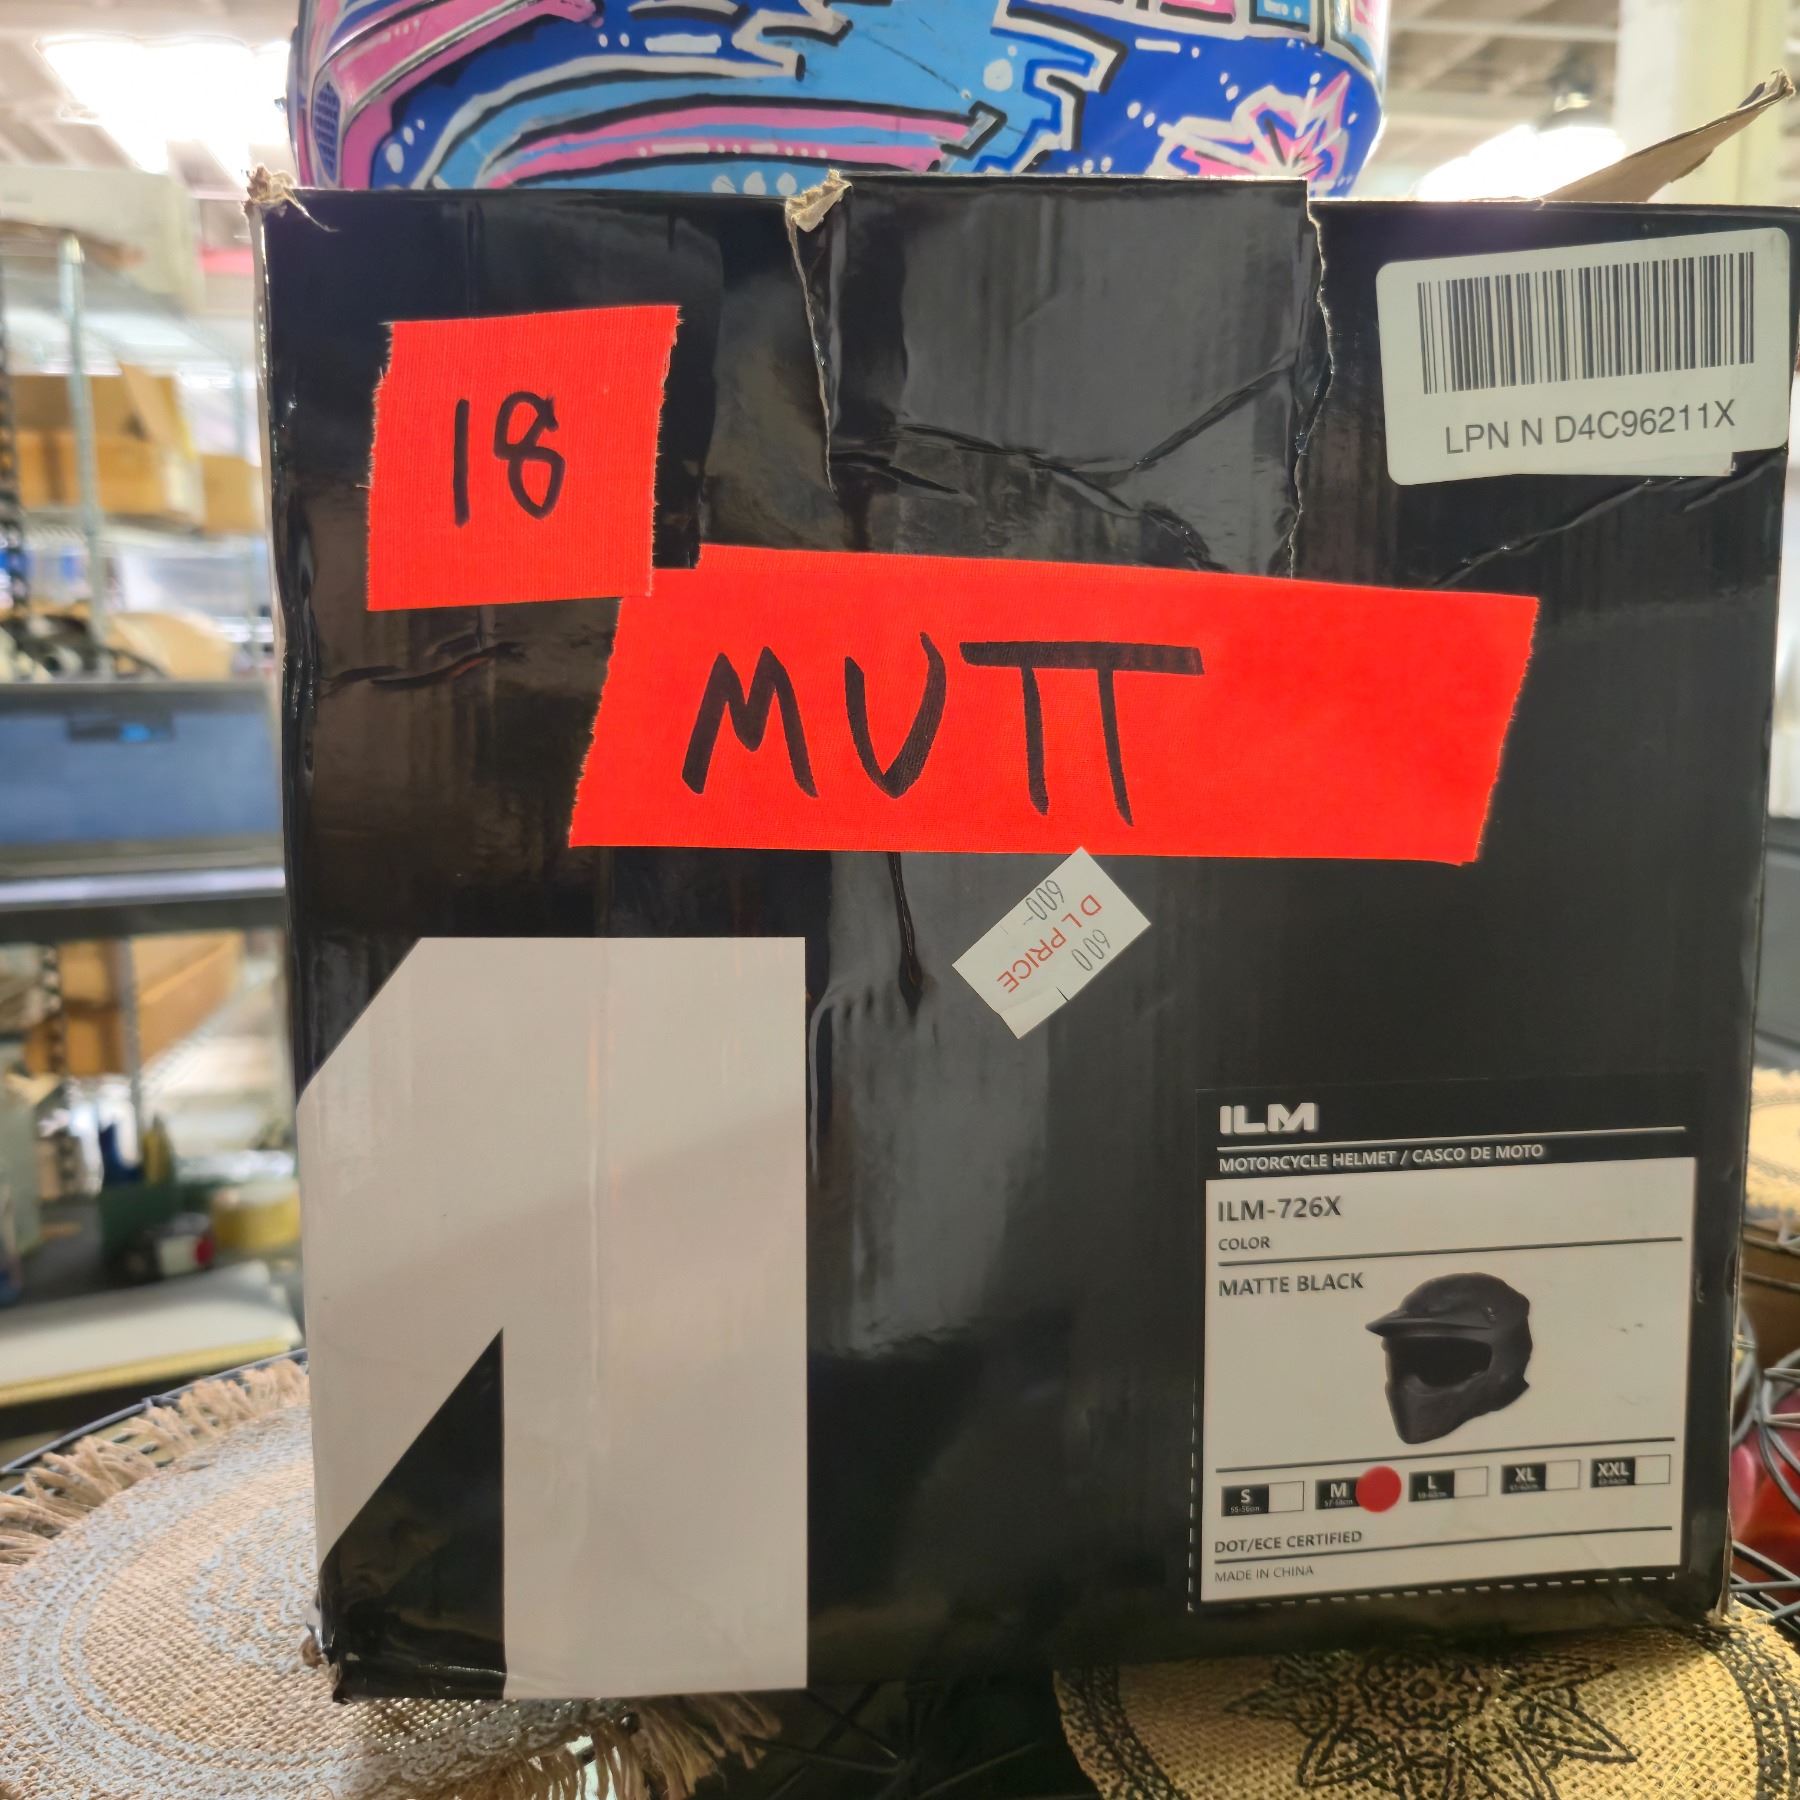 LPN N D4C96211X
18
MUTT
600-
D L PRICE
600
ILM
MOTORCYCLE HELMET / CASCO DE MOTO
ILM-726X
COLOR
MATTE BLACK
S M L XL XXL
DOT/ECE CERTIFIED
MADE IN CHINA